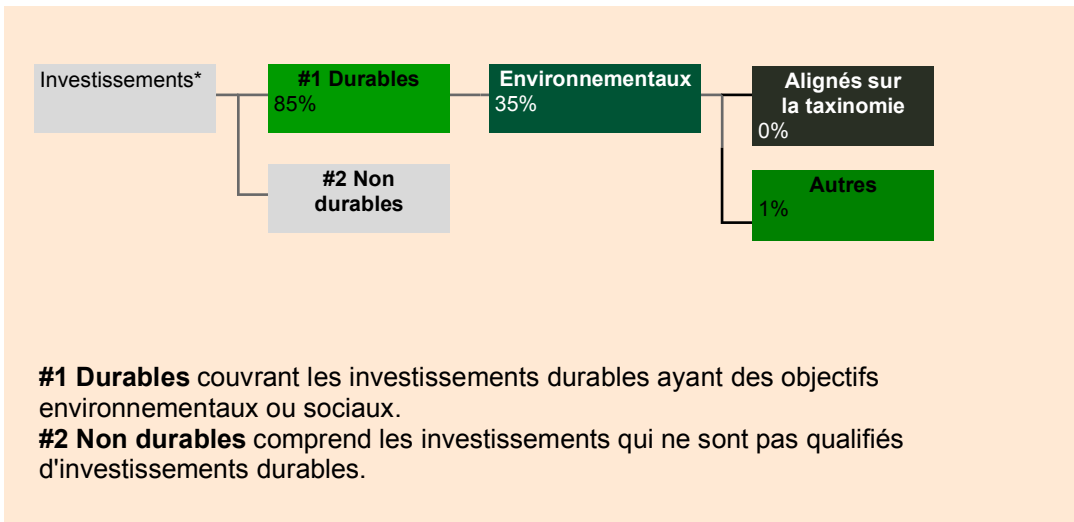 Investissements*
#1 Durables
85%
Environnementaux
35%
Alignés sur
la taxinomie
0%
#2 Non
durables
Autres
1%
#1 Durables couvrant les investissements durables ayant des objectifs
environnementaux ou sociaux.
#2 Non durables comprend les investissements qui ne sont pas qualifiés
d'investissements durables.